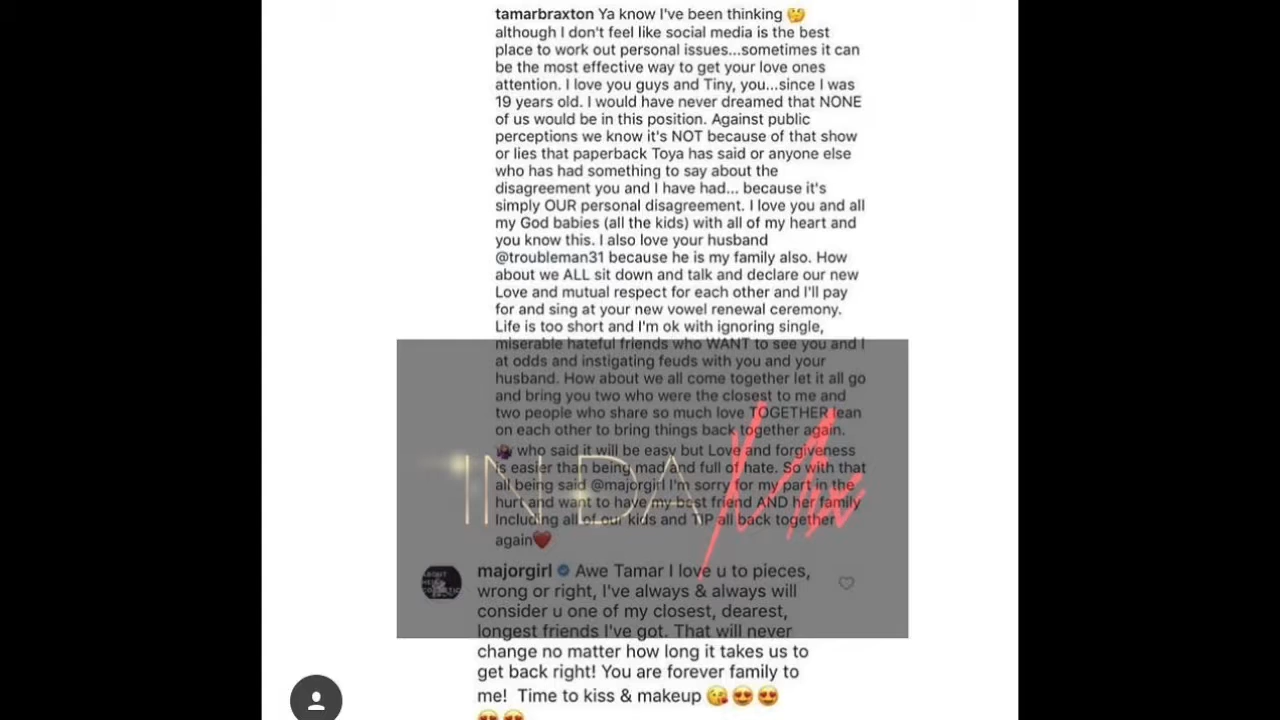 tamarbraxton Ya know I've been thinking 🤔
although I don't feel like social media is the best
place to work out personal issues...sometimes it can
be the most effective way to get your love ones
attention. I love you guys and Tiny, you...since I was
19 years old. I would have never dreamed that NONE
of us would be in this position. Against public
perceptions we know it's NOT because of that show
or lies that paperback Toya has said or anyone else
who has had something to say about the
disagreement you and I have had... because it's
simply OUR personal disagreement. I love you and all
my God babies (all the kids) with all of my heart and
you know this. I also love your husband
@troubleman31 because he is my family also. How
about we ALL sit down and talk and declare our new
Love and mutual respect for each other and I'll pay
for and sing at your new vowel renewal ceremony.
Life is too short and I'm ok with ignoring single,
miserable hateful friends who WANT to see you and I
at odds and instigating feuds with you and your
husband. How about we all come together let it all go
and bring you two who were the closest to me and
two people who share so much love TOGETHER lean
on each other to bring things back together again.
🤷🏾‍♀️ who said it will be easy but Love and forgiveness
is easier than being mad and full of hate. So with that
all being said @majorgirl I'm sorry for my part in the
hurt and want to have my best friend AND her family
Including all of our kids and TIP all back together
again❤️
IN DA
majorgirl Awe Tamar I love u to pieces,
wrong or right, I've always & always will
consider u one of my closest, dearest,
longest friends I've got. That will never
change no matter how long it takes us to
get back right! You are forever family to
me! Time to kiss & makeup 😘😍😍
😍😍